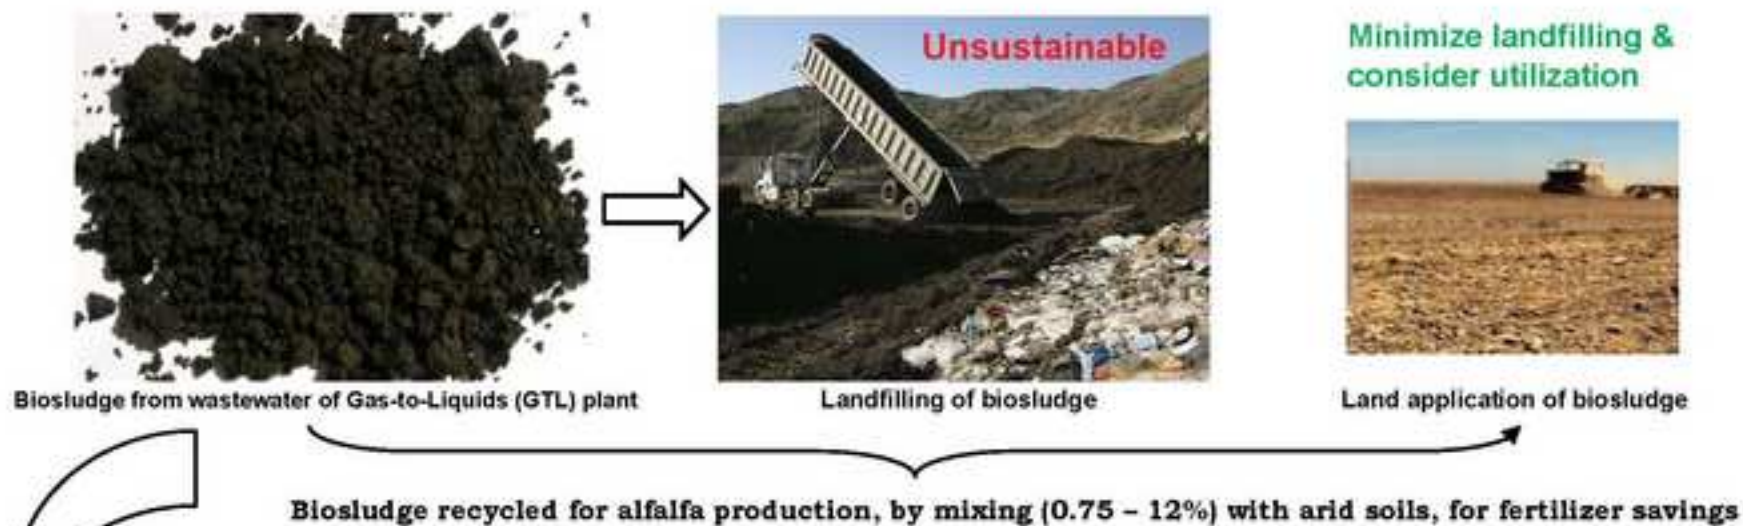 Unsustainable
Minimize landfilling &
consider utilization
Biosludge from wastewater of Gas-to-Liquids (GTL) plant
Landfilling of biosludge
Land application of biosludge
Biosludge recycled for alfalfa production, by mixing (0.75 – 12%) with arid soils, for fertilizer savings